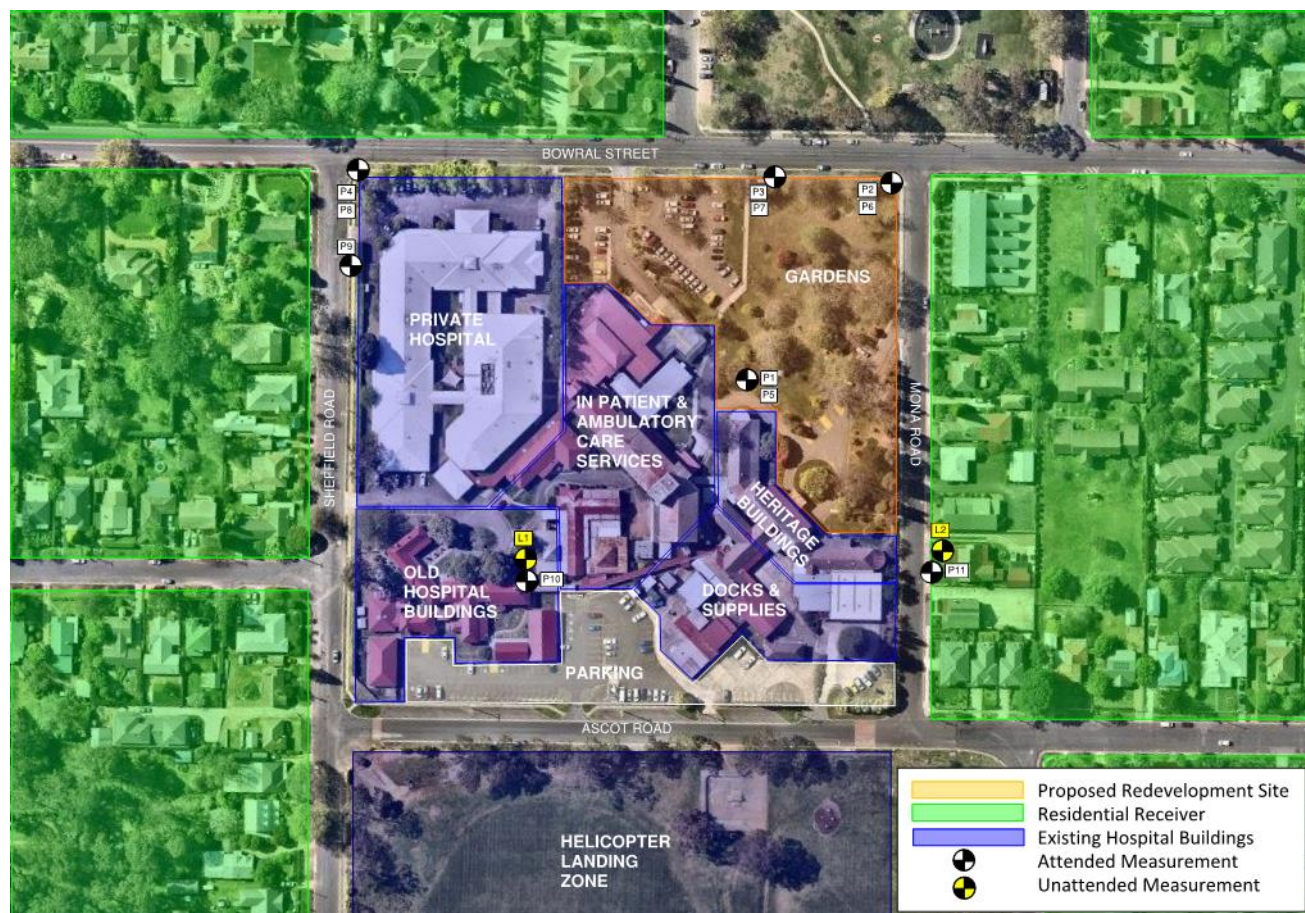 BOWRAL STREET
P4
P8
P9
P3
P7
P2
P6
GARDENS
PRIVATE
HOSPITAL
P1
P5
IN PATIENT &
AMBULATORY
CARE
SERVICES
SHEFFIELD ROAD
MONA ROAD
HERITAGE
BUILDINGS
L1
P10
L2
P11
OLD
HOSPITAL
BUILDINGS
DOCKS &
SUPPLIES
PARKING
ASCOT ROAD
HELICOPTER
LANDING
ZONE
Proposed Redevelopment Site
Residential Receiver
Existing Hospital Buildings
Attended Measurement
Unattended Measurement